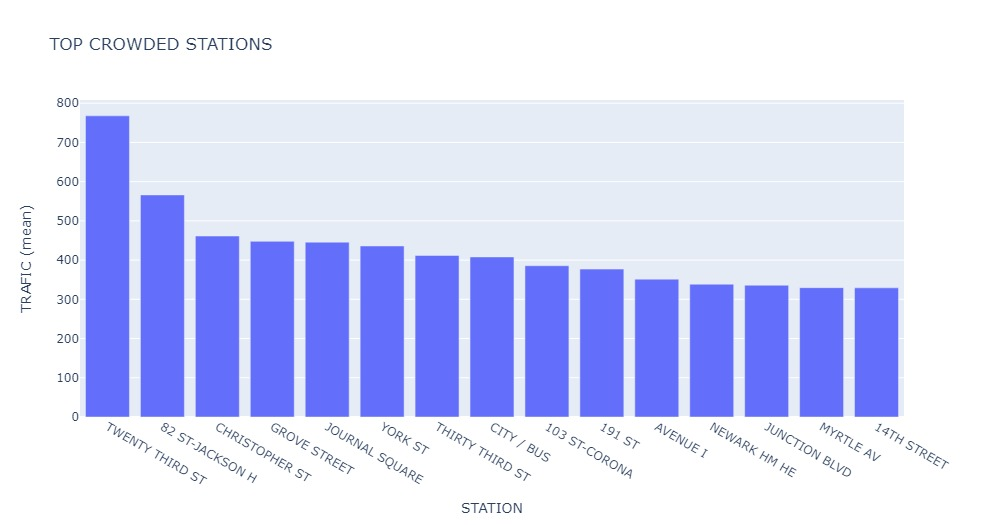 TOP CROWDED STATIONS
800
700
600
500
400
300
200
100
0
TRAFIC (mean)
TWENTY THIRD ST
82 ST-JACKSON H
CHRISTOPHER ST
GROVE STREET
JOURNAL SQUARE
YORK ST
THIRTY THIRD ST
CITY / BUS
103 ST-CORONA
191 ST
AVENUE I
NEWARK HM HE
JUNCTION BLVD
MYRTLE AV
14TH STREET
STATION